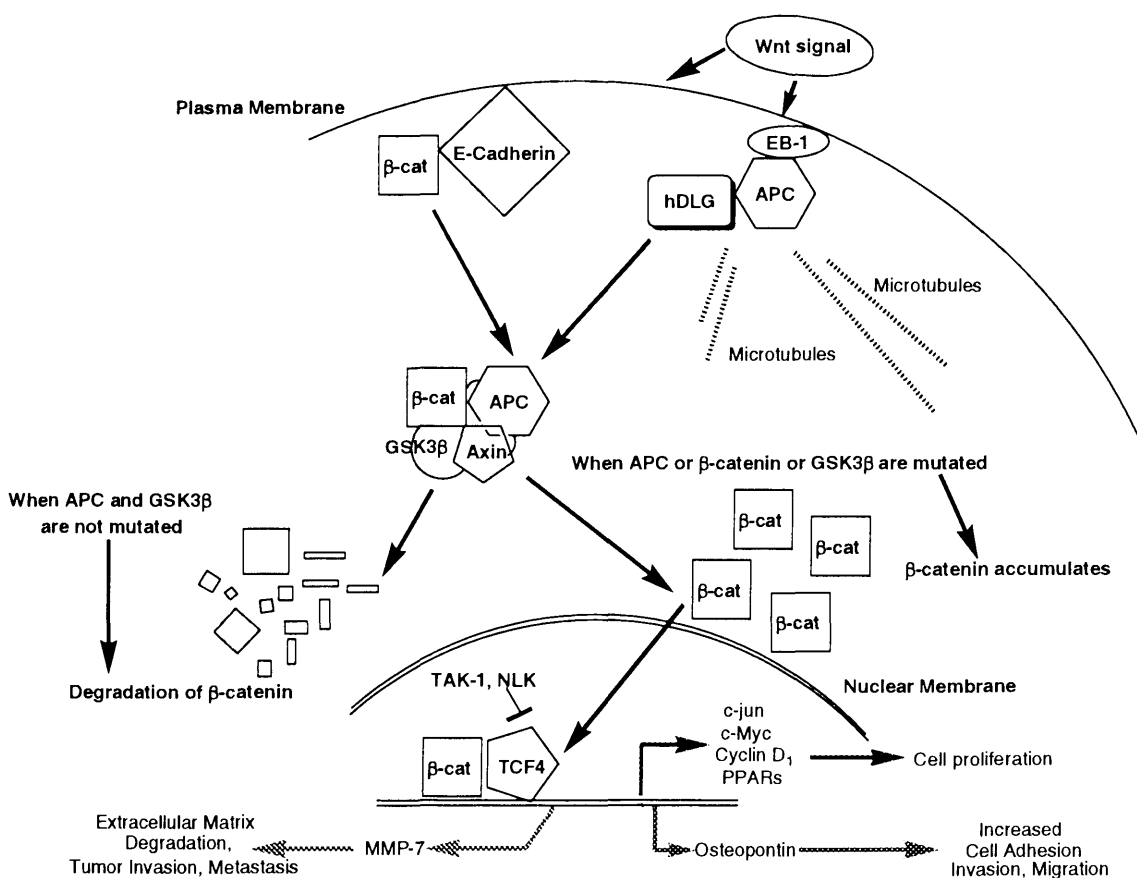 Wnt signal
Plasma Membrane
EB-1
E-Cadherin
β-cat
hDLG
APC
Microtubules
Microtubules
β-cat
APC
GSK3β
Axin
When APC or β-catenin or GSK3β are mutated
When APC and GSK3β
are not mutated
β-cat
β-cat
β-catenin accumulates
β-cat
β-cat
Degradation of β-catenin
TAK-1, NLK
Nuclear Membrane
c-jun
c-Myc
Cyclin D₁
PPARs
Cell proliferation
β-cat
TCF4
Extracellular Matrix
Degradation,
Tumor Invasion, Metastasis
MMP-7
Osteopontin
Increased
Cell Adhesion
Invasion, Migration